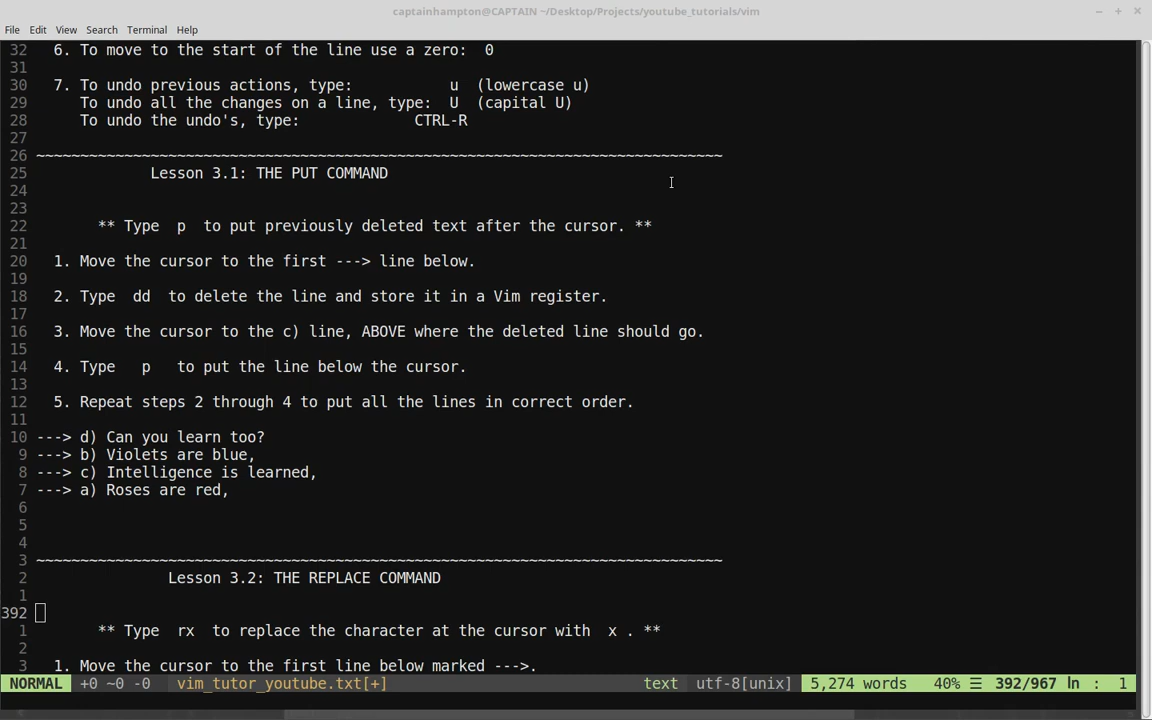 captainhampton@CAPTAIN ~/Desktop/Projects/youtube_tutorials/vim
File Edit View Search Terminal Help
32 6. To move to the start of the line use a zero: 0
31
30 7. To undo previous actions, type: u (lowercase u)
29 To undo all the changes on a line, type: U (capital U)
28 To undo the undo's, type: CTRL-R
27
26 ~~~~~~~~~~~~~~~~~~~~~~~~~~~~~~~~~~~~~~~~~~~~~~~~~~~~~~~~~~~~~~~~~~~~~~~~~~~~~~
25 Lesson 3.1: THE PUT COMMAND
24
23
22 ** Type p to put previously deleted text after the cursor. **
21
20 1. Move the cursor to the first ---> line below.
19
18 2. Type dd to delete the line and store it in a Vim register.
17
16 3. Move the cursor to the c) line, ABOVE where the deleted line should go.
15
14 4. Type p to put the line below the cursor.
13
12 5. Repeat steps 2 through 4 to put all the lines in correct order.
11
10 ---> d) Can you learn too?
9 ---> b) Violets are blue,
8 ---> c) Intelligence is learned,
7 ---> a) Roses are red,
6
5
4
3 ~~~~~~~~~~~~~~~~~~~~~~~~~~~~~~~~~~~~~~~~~~~~~~~~~~~~~~~~~~~~~~~~~~~~~~~~~~~~~~
2 Lesson 3.2: THE REPLACE COMMAND
1
392
1 ** Type rx to replace the character at the cursor with x . **
2
3 1. Move the cursor to the first line below marked --->.
NORMAL +0 ~0 -0 vim_tutor_youtube.txt[+] text utf-8[unix] 5,274 words 40% ☰ 392/967 ln : 1